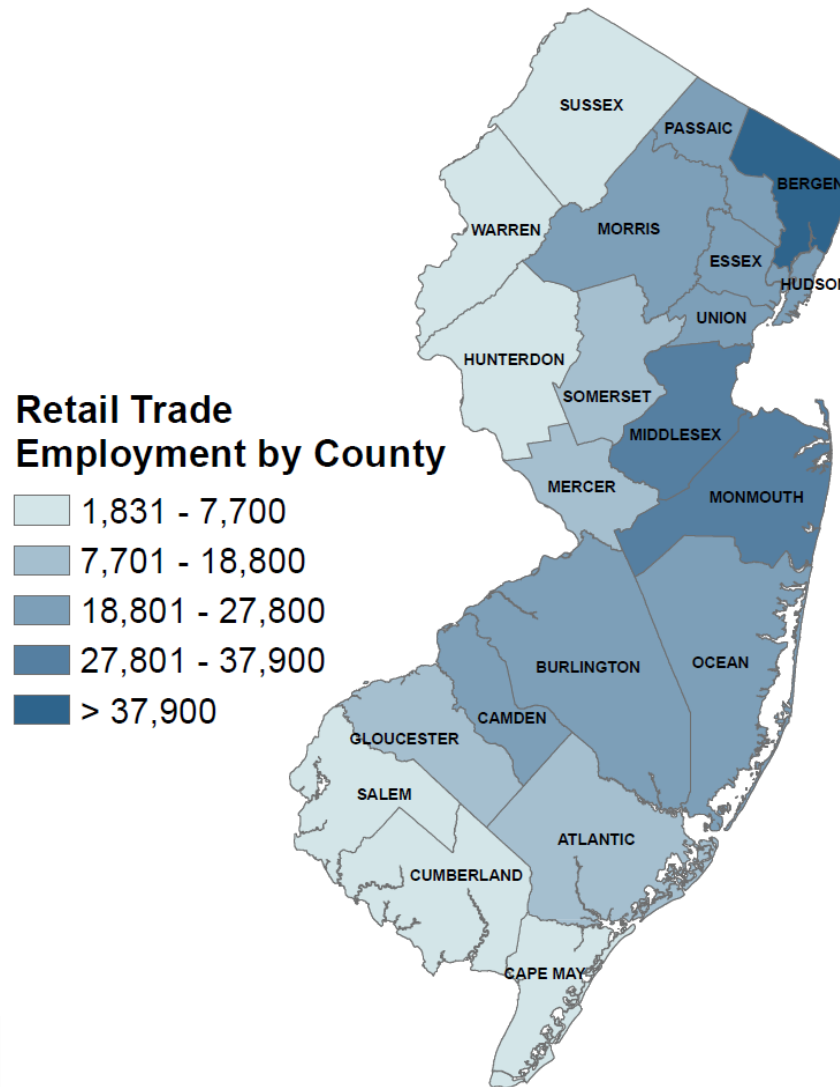 SUSSEX
PASSAIC
BERGEN
WARREN
MORRIS
ESSEX
HUDSON
UNION
HUNTERDON
SOMERSET
MIDDLESEX
MERCER
MONMOUTH
Retail Trade
Employment by County
1,831 - 7,700
7,701 - 18,800
18,801 - 27,800
27,801 - 37,900
> 37,900
BURLINGTON
OCEAN
CAMDEN
GLOUCESTER
SALEM
ATLANTIC
CUMBERLAND
CAPE MAY